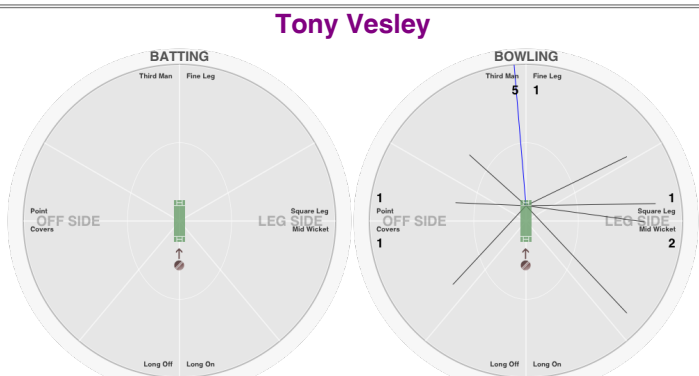 Tony Vesley
BATTING
Third Man Fine Leg
Point
OFF SIDE
Covers
Square Leg
LEG SIDE
Mid Wicket
Long Off Long On
BOWLING
Third Man Fine Leg
5 1
1
Point
OFF SIDE
Covers
1
1
Square Leg
LEG SIDE
Mid Wicket
2
Long Off Long On